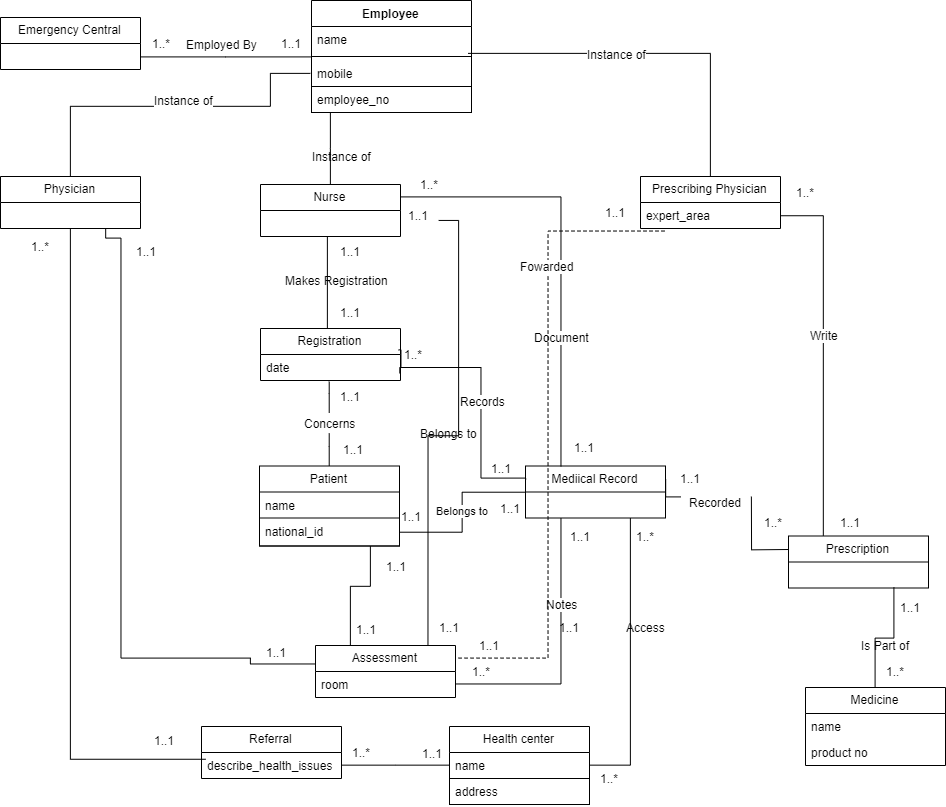 Employee
Emergency Central
name
1..*
Employed By
1..1
Instance of
mobile
Instance of
employee_no
Instance of
Physician
Nurse
1..*
Prescribing Physician
1..*
1..1
1..1
expert_area
1..*
1..1
1..1
Fowarded
Makes Registration
1..1
Document
Write
Registration
1..*
date
1..1
Records
Concerns
Belongs to
1..1
1..1
1..1
Patient
Mediical Record
1..1
name
Recorded
1..1
Belongs to
1..1
1..*
1..1
national_id
1..1
1..*
Prescription
1..1
Notes
1..1
1..1
1..1
1..1
Access
1..1
Is Part of
1..1
Assessment
1..*
1..*
room
Medicine
name
1..1
Referral
Health center
1..*
1..1
product no
describe_health_issues
name
1..*
address